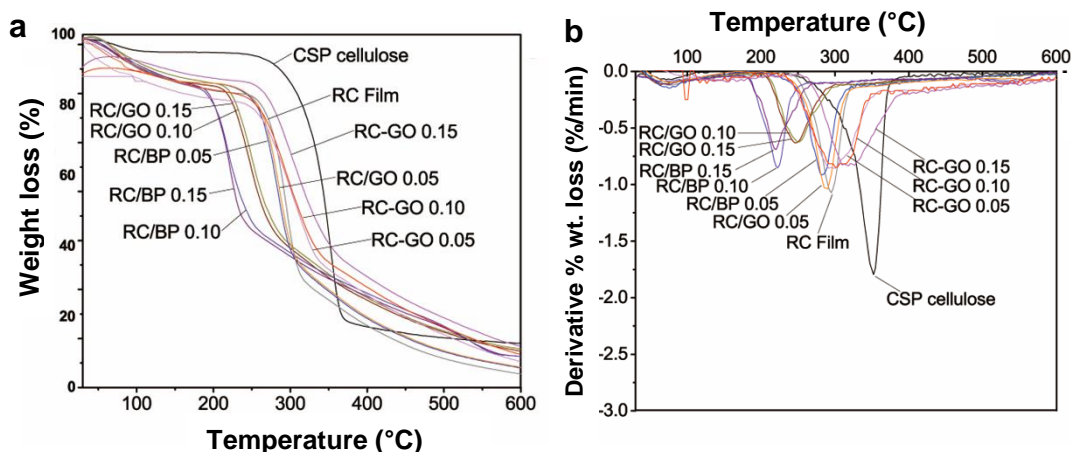 a
Weight loss (%)
100
80
60
40
20
0
100
200
300
400
500
600
Temperature (°C)
CSP cellulose
RC Film
RC-GO 0.15
RC/GO 0.15
RC/GO 0.10
RC/BP 0.05
RC/GO 0.05
RC/BP 0.15
RC-GO 0.10
RC/BP 0.10
RC-GO 0.05
b
Temperature (°C)
100
200
300
400
500
600
Derivative % wt. loss (%/min)
0.0
-0.5
-1.0
-1.5
-2.0
-2.5
-3.0
RC/GO 0.10
RC/GO 0.15
RC/BP 0.15
RC/BP 0.10
RC/BP 0.05
RC/GO 0.05
RC Film
RC-GO 0.15
RC-GO 0.10
RC-GO 0.05
CSP cellulose